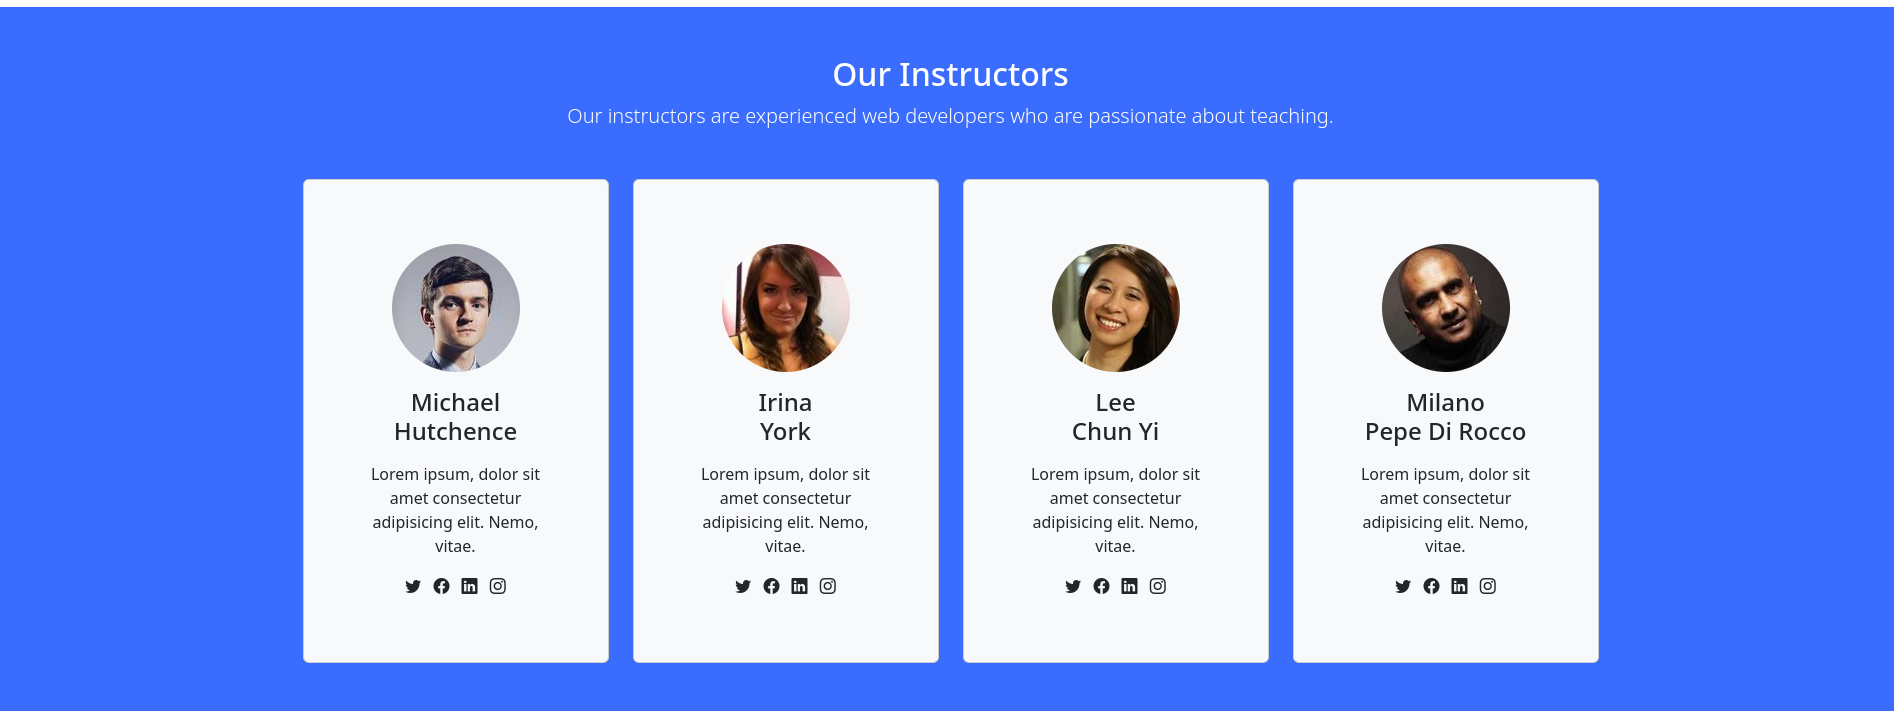 Our Instructors
Our instructors are experienced web developers who are passionate about teaching.
Michael
Hutchence
Lorem ipsum, dolor sit
amet consectetur
adipisicing elit. Nemo,
vitae.
Irina
York
Lorem ipsum, dolor sit
amet consectetur
adipisicing elit. Nemo,
vitae.
Lee
Chun Yi
Lorem ipsum, dolor sit
amet consectetur
adipisicing elit. Nemo,
vitae.
Milano
Pepe Di Rocco
Lorem ipsum, dolor sit
amet consectetur
adipisicing elit. Nemo,
vitae.